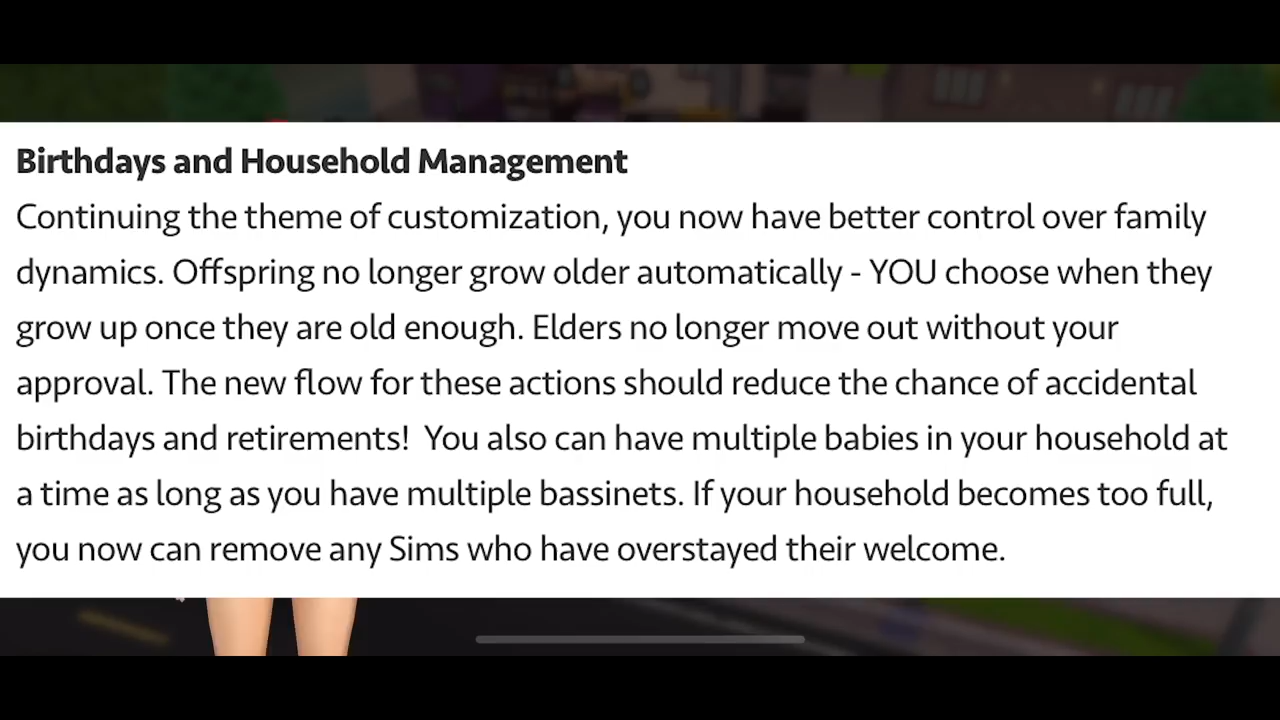 Birthdays and Household Management
Continuing the theme of customization, you now have better control over family
dynamics. Offspring no longer grow older automatically - YOU choose when they
grow up once they are old enough. Elders no longer move out without your
approval. The new flow for these actions should reduce the chance of accidental
birthdays and retirements!  You also can have multiple babies in your household at
a time as long as you have multiple bassinets. If your household becomes too full,
you now can remove any Sims who have overstayed their welcome.